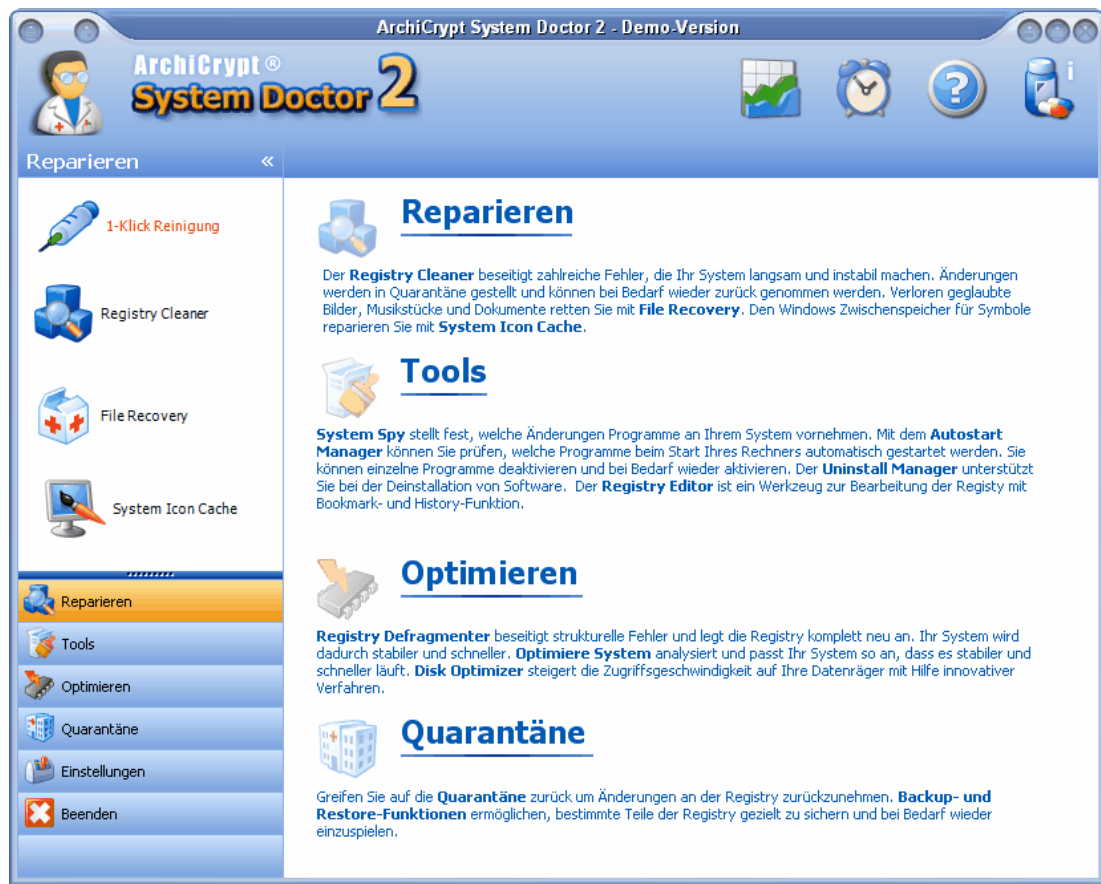 ArchiCrypt System Doctor 2 - Demo-Version
ArchiCrypt ®
System Doctor 2
i
Reparieren «
1-Klick Reinigung
Registry Cleaner
File Recovery
System Icon Cache
Reparieren
Tools
Optimieren
Quarantäne
Einstellungen
Beenden
Reparieren
Der Registry Cleaner beseitigt zahlreiche Fehler, die Ihr System langsam und instabil machen. Änderungen
werden in Quarantäne gestellt und können bei Bedarf wieder zurück genommen werden. Verloren geglaubte
Bilder, Musikstücke und Dokumente retten Sie mit File Recovery. Den Windows Zwischenspeicher für Symbole
reparieren Sie mit System Icon Cache.
Tools
System Spy stellt fest, welche Änderungen Programme an Ihrem System vornehmen. Mit dem Autostart
Manager können Sie prüfen, welche Programme beim Start Ihres Rechners automatisch gestartet werden. Sie
können einzelne Programme deaktivieren und bei Bedarf wieder aktivieren. Der Uninstall Manager unterstützt
Sie bei der Deinstallation von Software. Der Registry Editor ist ein Werkzeug zur Bearbeitung der Registy mit
Bookmark- und History-Funktion.
Optimieren
Registry Defragmenter beseitigt strukturelle Fehler und legt die Registry komplett neu an. Ihr System wird
dadurch stabiler und schneller. Optimiere System analysiert und passt Ihr System so an, dass es stabiler und
schneller läuft. Disk Optimizer steigert die Zugriffsgeschwindigkeit auf Ihre Datenräger mit Hilfe innovativer
Verfahren.
Quarantäne
Greifen Sie auf die Quarantäne zurück um Änderungen an der Registry zurückzunehmen. Backup- und
Restore-Funktionen ermöglichen, bestimmte Teile der Registry gezielt zu sichern und bei Bedarf wieder
einzuspielen.